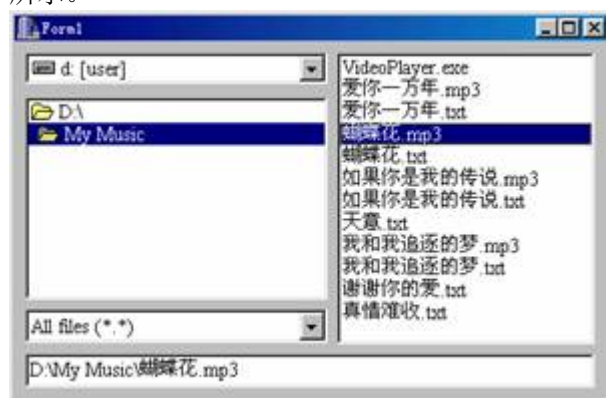 所示。
Form1
d: [user]
D:\
My Music
All files (*.*)
VideoPlayer.exe
爱你一万年.mp3
爱你一万年.txt
蝴蝶花.mp3
蝴蝶花.txt
如果你是我的传说.mp3
如果你是我的传说.txt
天意.txt
我和我追逐的梦.mp3
我和我追逐的梦.txt
谢谢你的爱.txt
真情难收.txt
D:\My Music\蝴蝶花.mp3